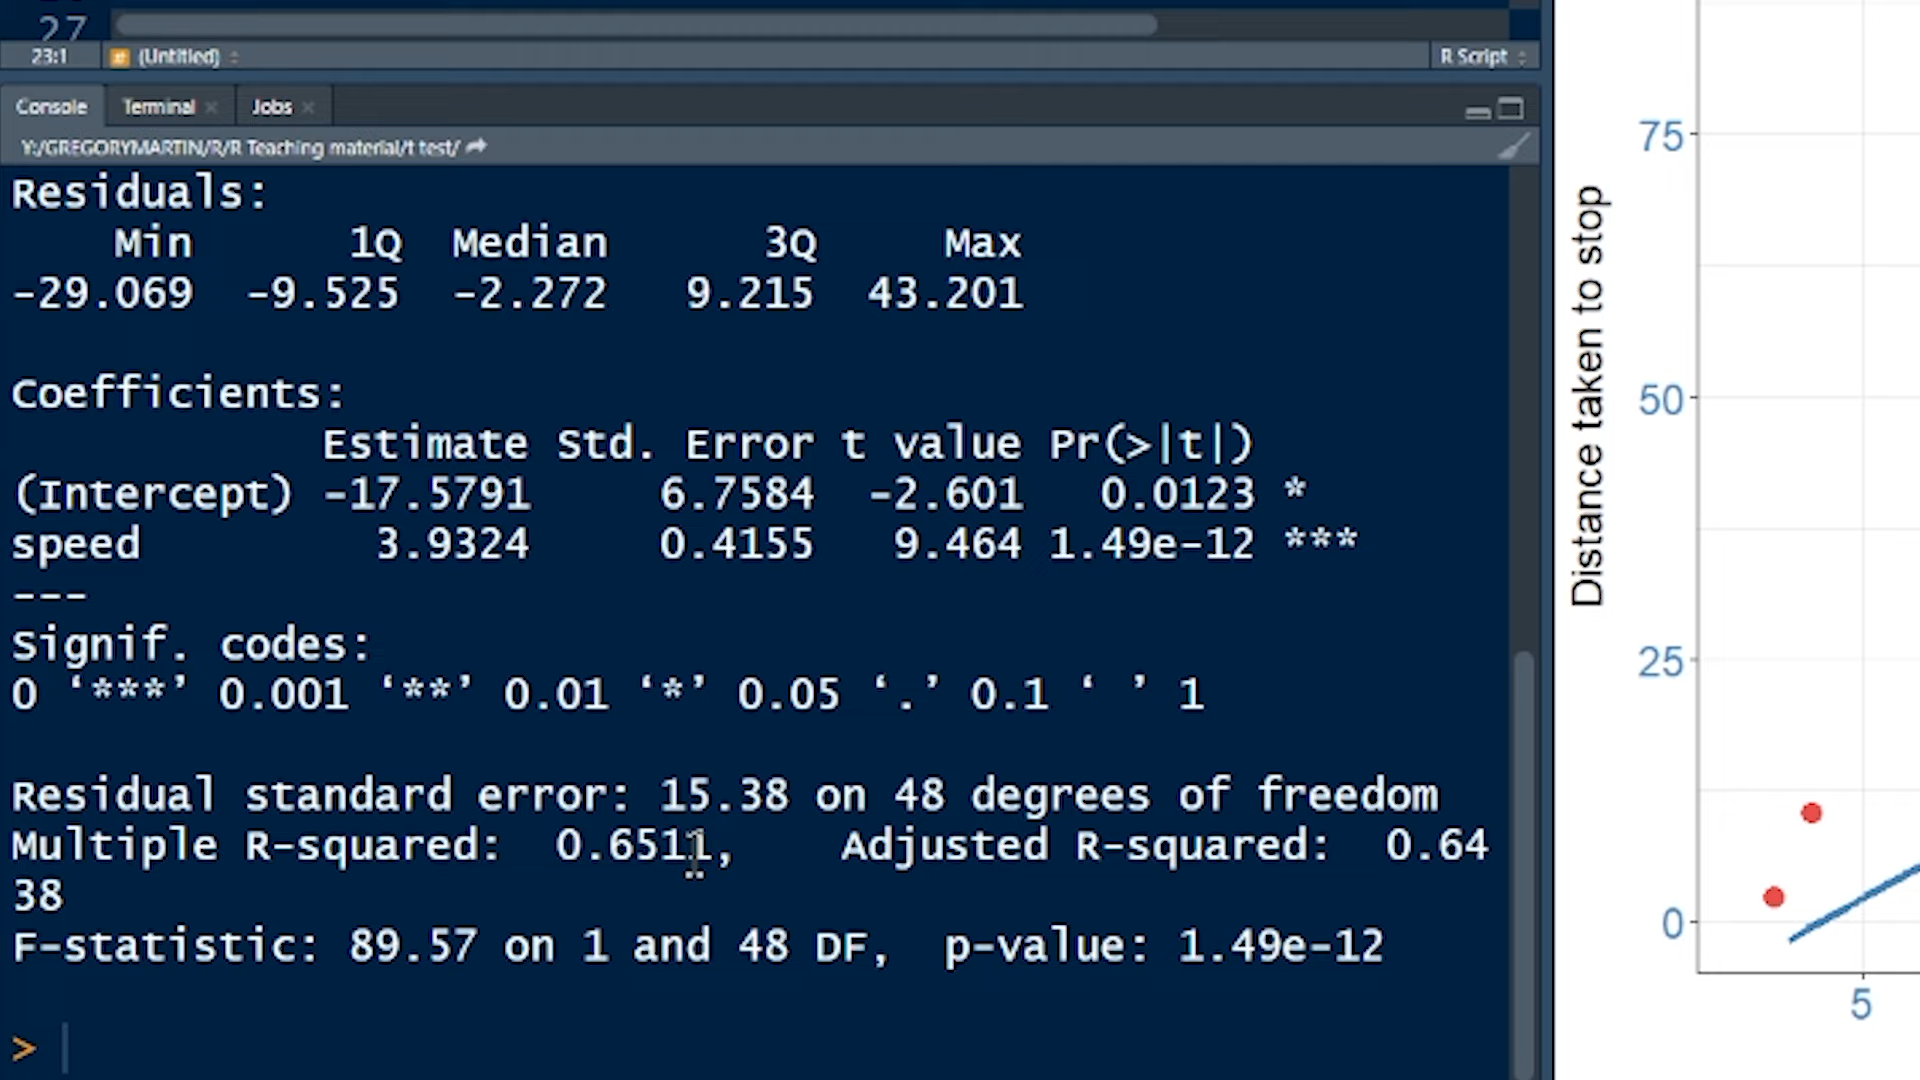 27
23:1 (Untitled) R Script
Console Terminal Jobs
Y:/GREGORYMARTIN/R/R Teaching material/t test/
Residuals:
Min 1Q Median 3Q Max
-29.069 -9.525 -2.272 9.215 43.201
Coefficients:
Estimate Std. Error t value Pr(>|t|)
(Intercept) -17.5791 6.7584 -2.601 0.0123 *
speed 3.9324 0.4155 9.464 1.49e-12 ***
---
Signif. codes:
0 ‘***’ 0.001 ‘**’ 0.01 ‘*’ 0.05 ‘.’ 0.1 ‘ ’ 1
Residual standard error: 15.38 on 48 degrees of freedom
Multiple R-squared: 0.6511, Adjusted R-squared: 0.64
38
F-statistic: 89.57 on 1 and 48 DF, p-value: 1.49e-12
>
Distance taken to stop
75
50
25
0
5